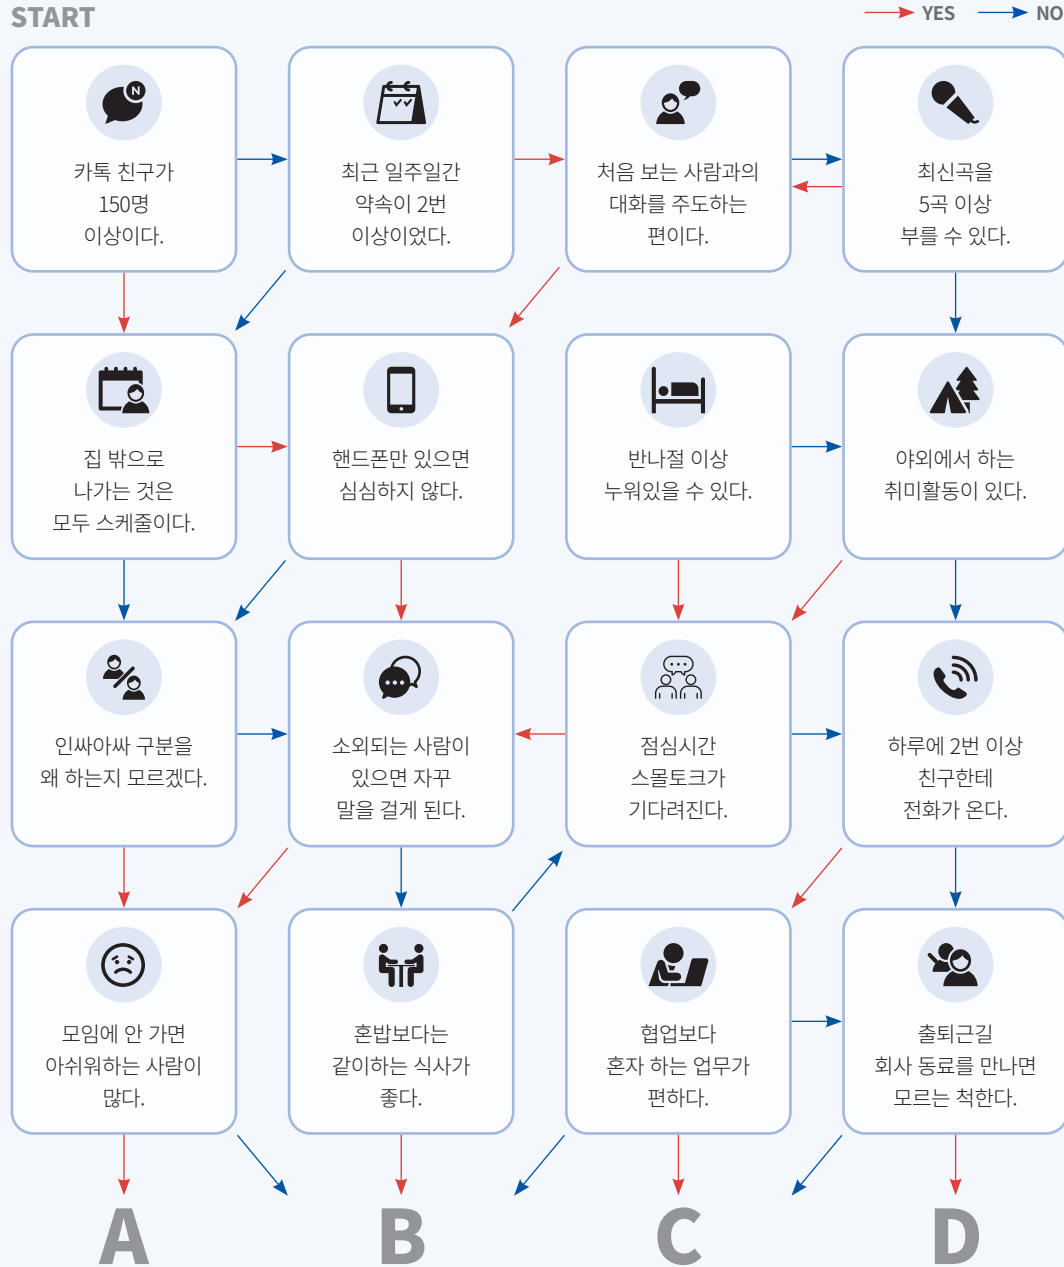 START
YES
NO
N
카톡 친구가
150명
이상이다.
최근 일주일간
약속이 2번
이상이었다.
처음 보는 사람과의
대화를 주도하는
편이다.
최신곡을
5곡 이상
부를 수 있다.
집 밖으로
나가는 것은
모두 스케줄이다.
핸드폰만 있으면
심심하지 않다.
반나절 이상
누워있을 수 있다.
야외에서 하는
취미활동이 있다.
인싸아싸 구분을
왜 하는지 모르겠다.
소외되는 사람이
있으면 자꾸
말을 걸게 된다.
점심시간
스몰토크가
기다려진다.
하루에 2번 이상
친구한테
전화가 온다.
모임에 안 가면
아쉬워하는 사람이
많다.
혼밥보다는
같이하는 식사가
좋다.
협업보다
혼자 하는 업무가
편하다.
출퇴근길
회사 동료를 만나면
모르는 척한다.
A
B
C
D